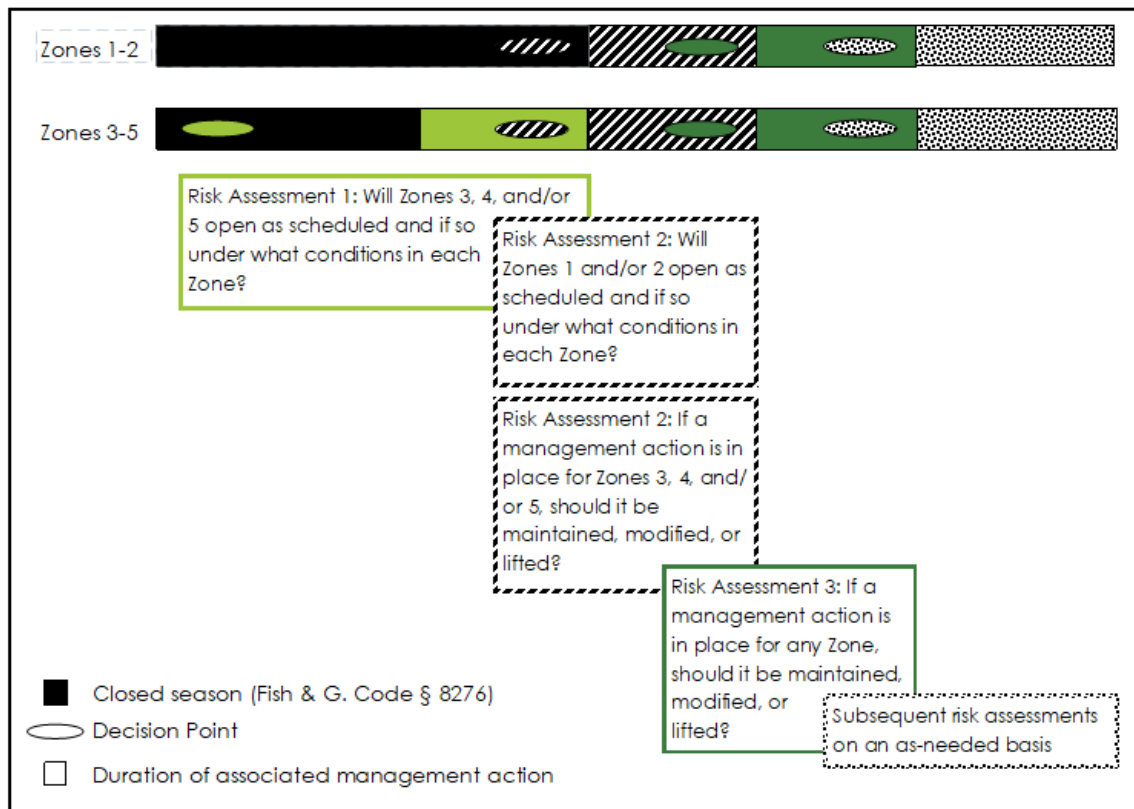 Zones 1-2
Zones 3-5
Risk Assessment 1: Will Zones 3, 4, and/or
5 open as scheduled and if so
under what conditions in each
Zone?
Risk Assessment 2: Will
Zones 1 and/or 2 open as
scheduled and if so
under what conditions in
each Zone?
Risk Assessment 2: If a
management action is in
place for Zones 3, 4, and/
or 5, should it be
maintained, modified, or
lifted?
Risk Assessment 3: If a
management action is
in place for any Zone,
should it be maintained,
modified, or
lifted?
Subsequent risk assessments
on an as-needed basis
Closed season (Fish & G. Code § 8276)
Decision Point
Duration of associated management action